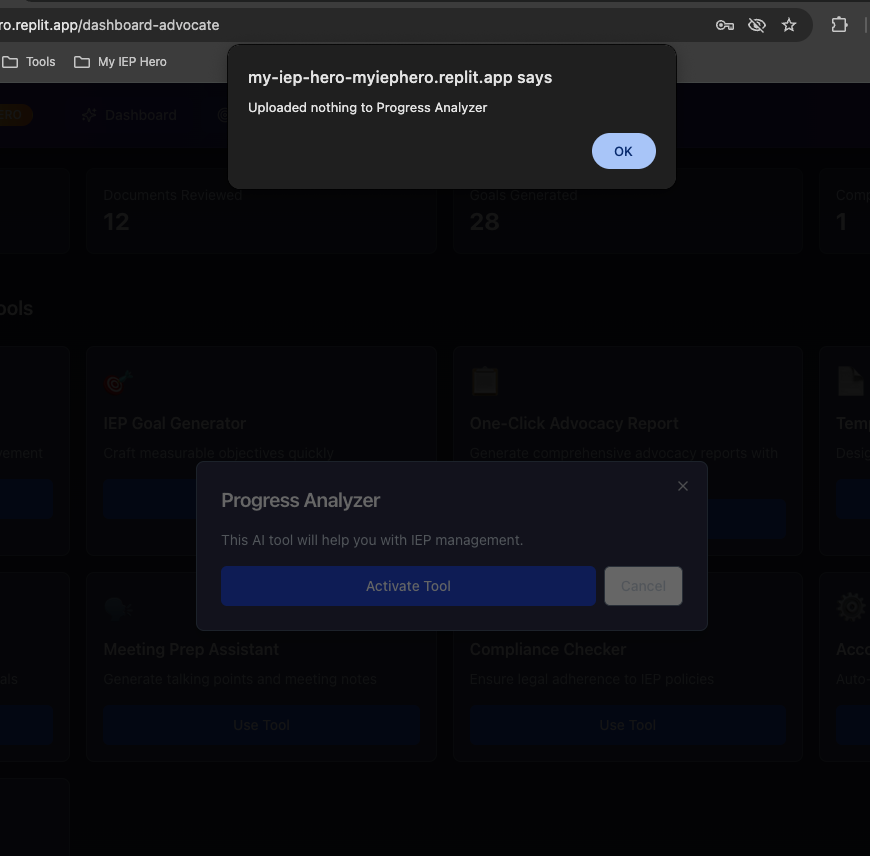 ro.replit.app/dashboard-advocate
Tools
My IEP Hero
my-iep-hero-myiephero.replit.app says
Uploaded nothing to Progress Analyzer
OK
ERO
Dashboard
Documents Reviewed
12
Goals Generated
28
Comp
1
ools
IEP Goal Generator
Craft measurable objectives quickly
One-Click Advocacy Report
Generate comprehensive advocacy reports with
Temp
Desig
vement
Progress Analyzer
This AI tool will help you with IEP management.
Activate Tool
Cancel
Meeting Prep Assistant
Generate talking points and meeting notes
Use Tool
Compliance Checker
Ensure legal adherence to IEP policies
Use Tool
Acco
Auto-
als